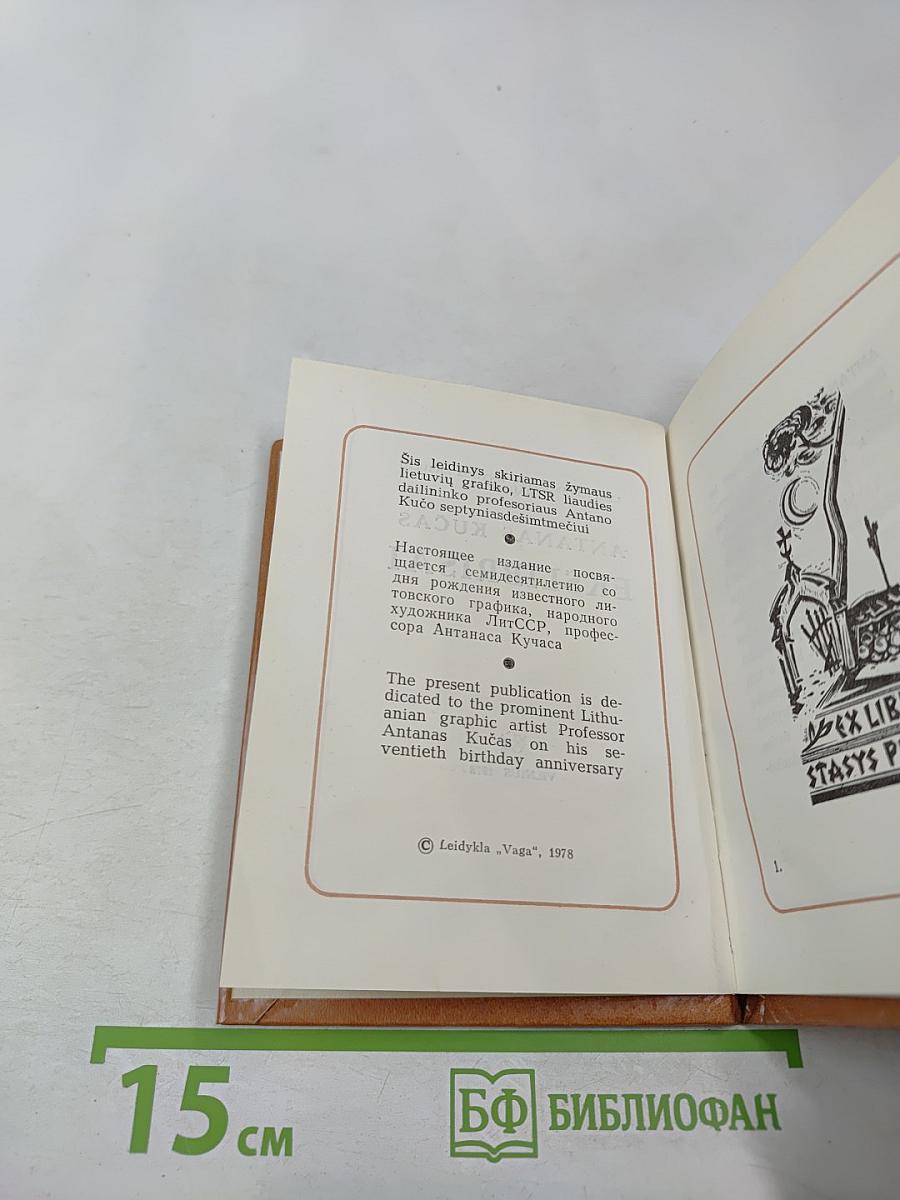 Šis leidinys skiriamas žymaus
lietuvių grafiko, LTSR liaudies
dailininko profesoriaus Antano
Kučo septyniasdešimtmečiui
Настоящее издание посвя-
щается семидесятилетию со
дня рождения известного ли-
товского графика, народного
художника ЛитССР, профес-
сора Антанаса Кучаса
The present publication is de-
dicated to the prominent Lithu-
anian graphic artist Professor
Antanas Kučas on his se-
ventieth birthday anniversary
© Leidykla „Vaga“, 1978
EX LIB
STASYS P
1.
15 см
БФ БИБЛИОФАН